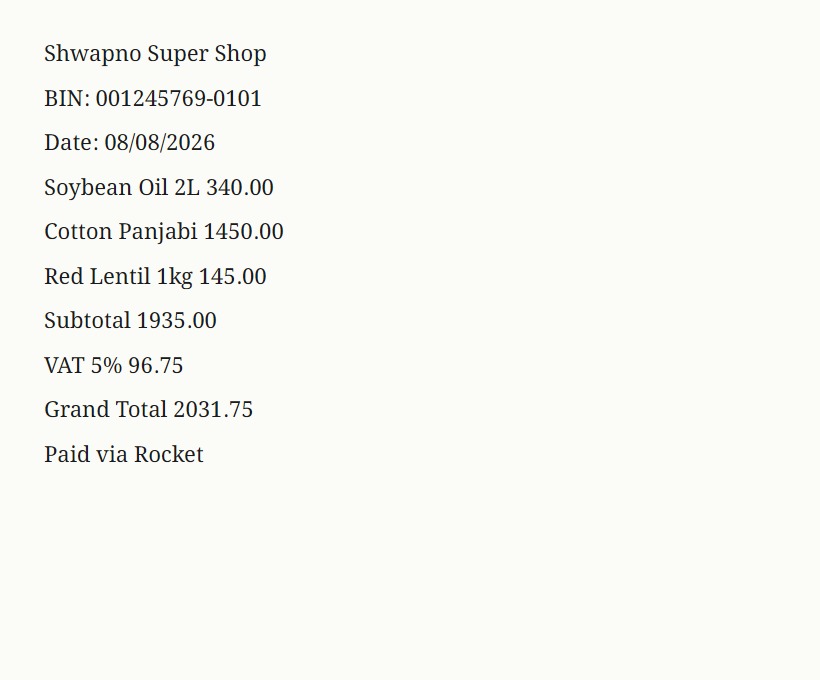 Shwapno Super Shop
BIN: 001245769-0101
Date: 08/08/2026
Soybean Oil 2L 340.00
Cotton Panjabi 1450.00
Red Lentil 1kg 145.00
Subtotal 1935.00
VAT 5% 96.75
Grand Total 2031.75
Paid via Rocket